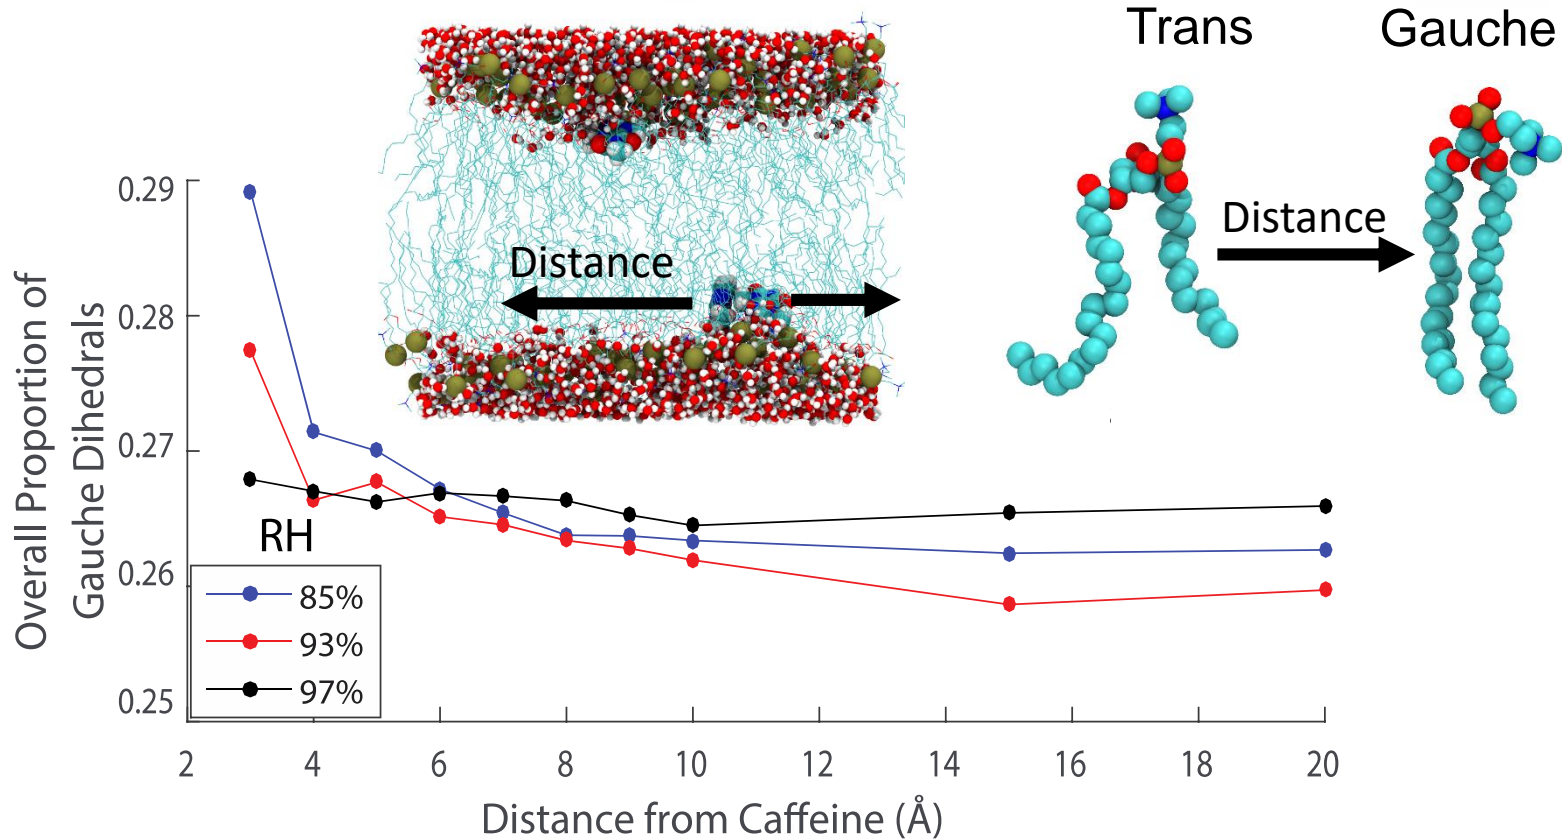 Trans
Gauche
Distance
Distance
Overall Proportion of
Gauche Dihedrals
0.29
0.28
0.27
0.26
0.25
RH
85%
93%
97%
2 4 6 8 10 12 14 16 18 20
Distance from Caffeine (Å)